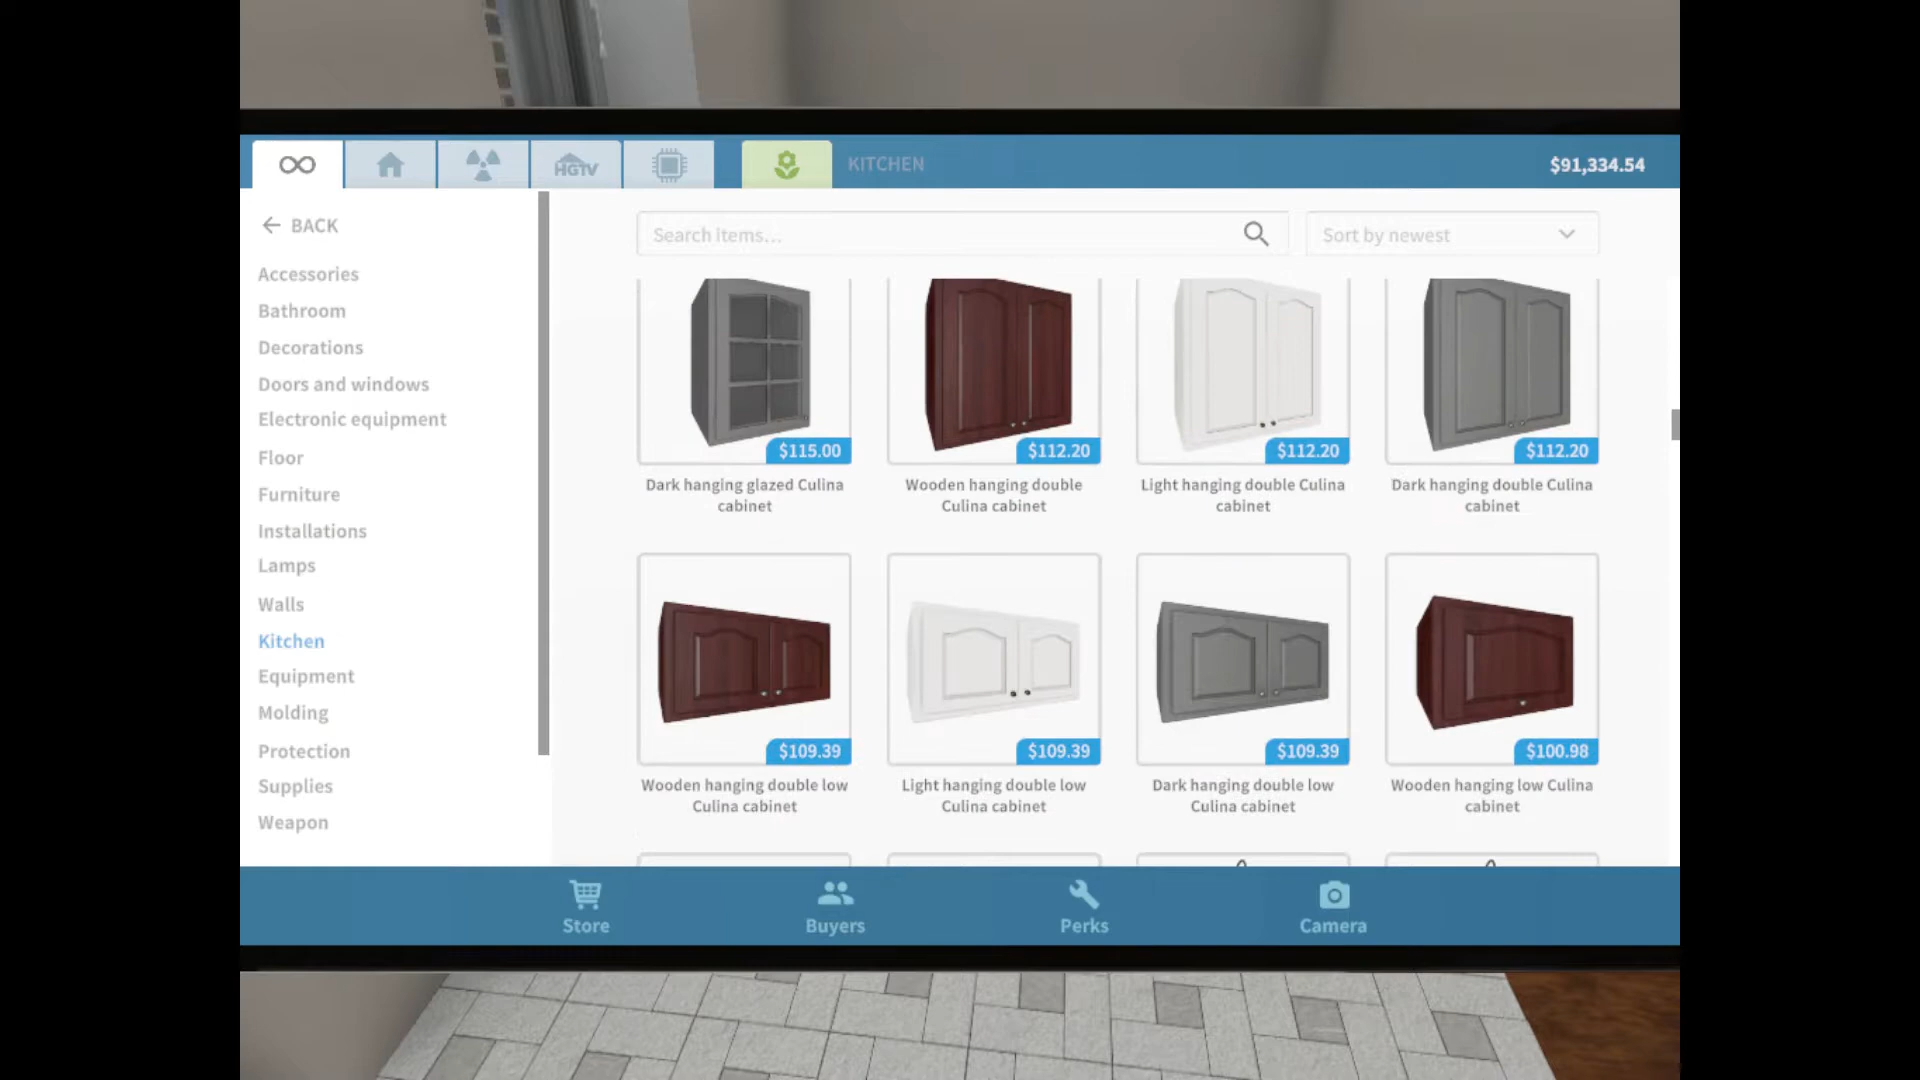 HGTV
KITCHEN
$91,334.54
BACK
Search items...
Sort by newest
Accessories
Bathroom
Decorations
Doors and windows
Electronic equipment
Floor
Furniture
Installations
Lamps
Walls
Kitchen
Equipment
Molding
Protection
Supplies
Weapon
$115.00
$112.20
$112.20
$112.20
Dark hanging glazed Culina
cabinet
Wooden hanging double
Culina cabinet
Light hanging double Culina
cabinet
Dark hanging double Culina
cabinet
$109.39
$109.39
$109.39
$100.98
Wooden hanging double low
Culina cabinet
Light hanging double low
Culina cabinet
Dark hanging double low
Culina cabinet
Wooden hanging low Culina
cabinet
Store
Buyers
Perks
Camera